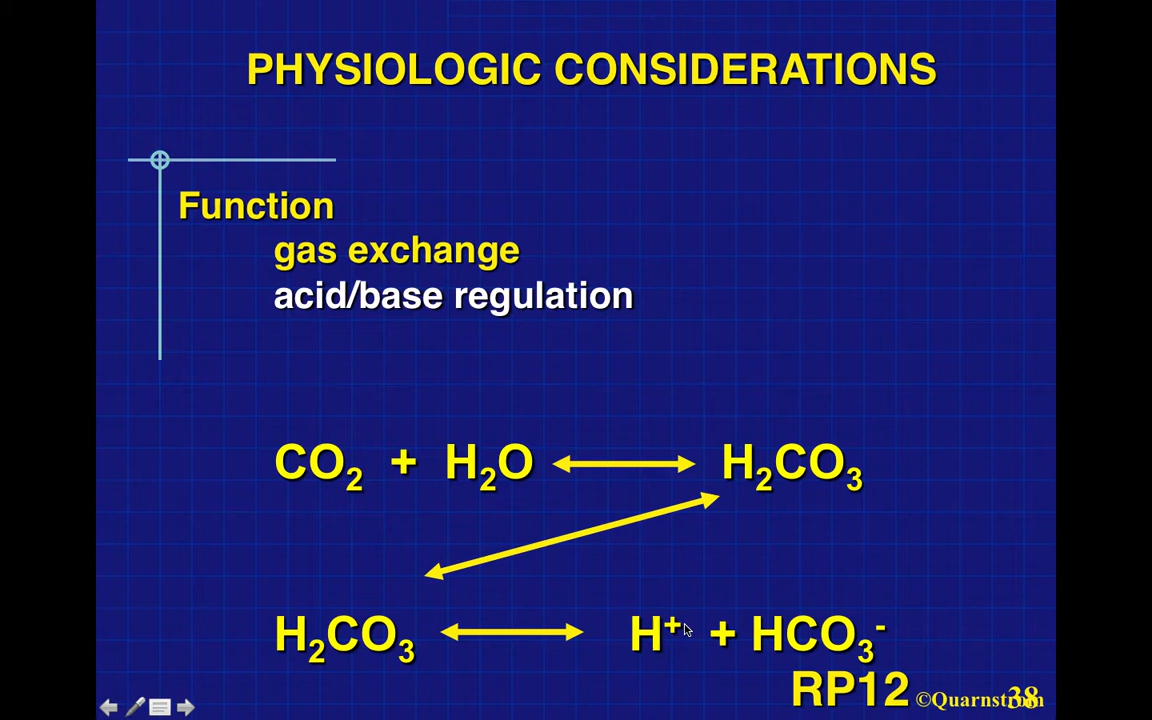 PHYSIOLOGIC CONSIDERATIONS
Function
gas exchange
acid/base regulation
CO₂ + H₂O ⟷ H₂CO₃
H₂CO₃ ⟷ H⁺ + HCO₃⁻
RP12
©Quarnstrom
38